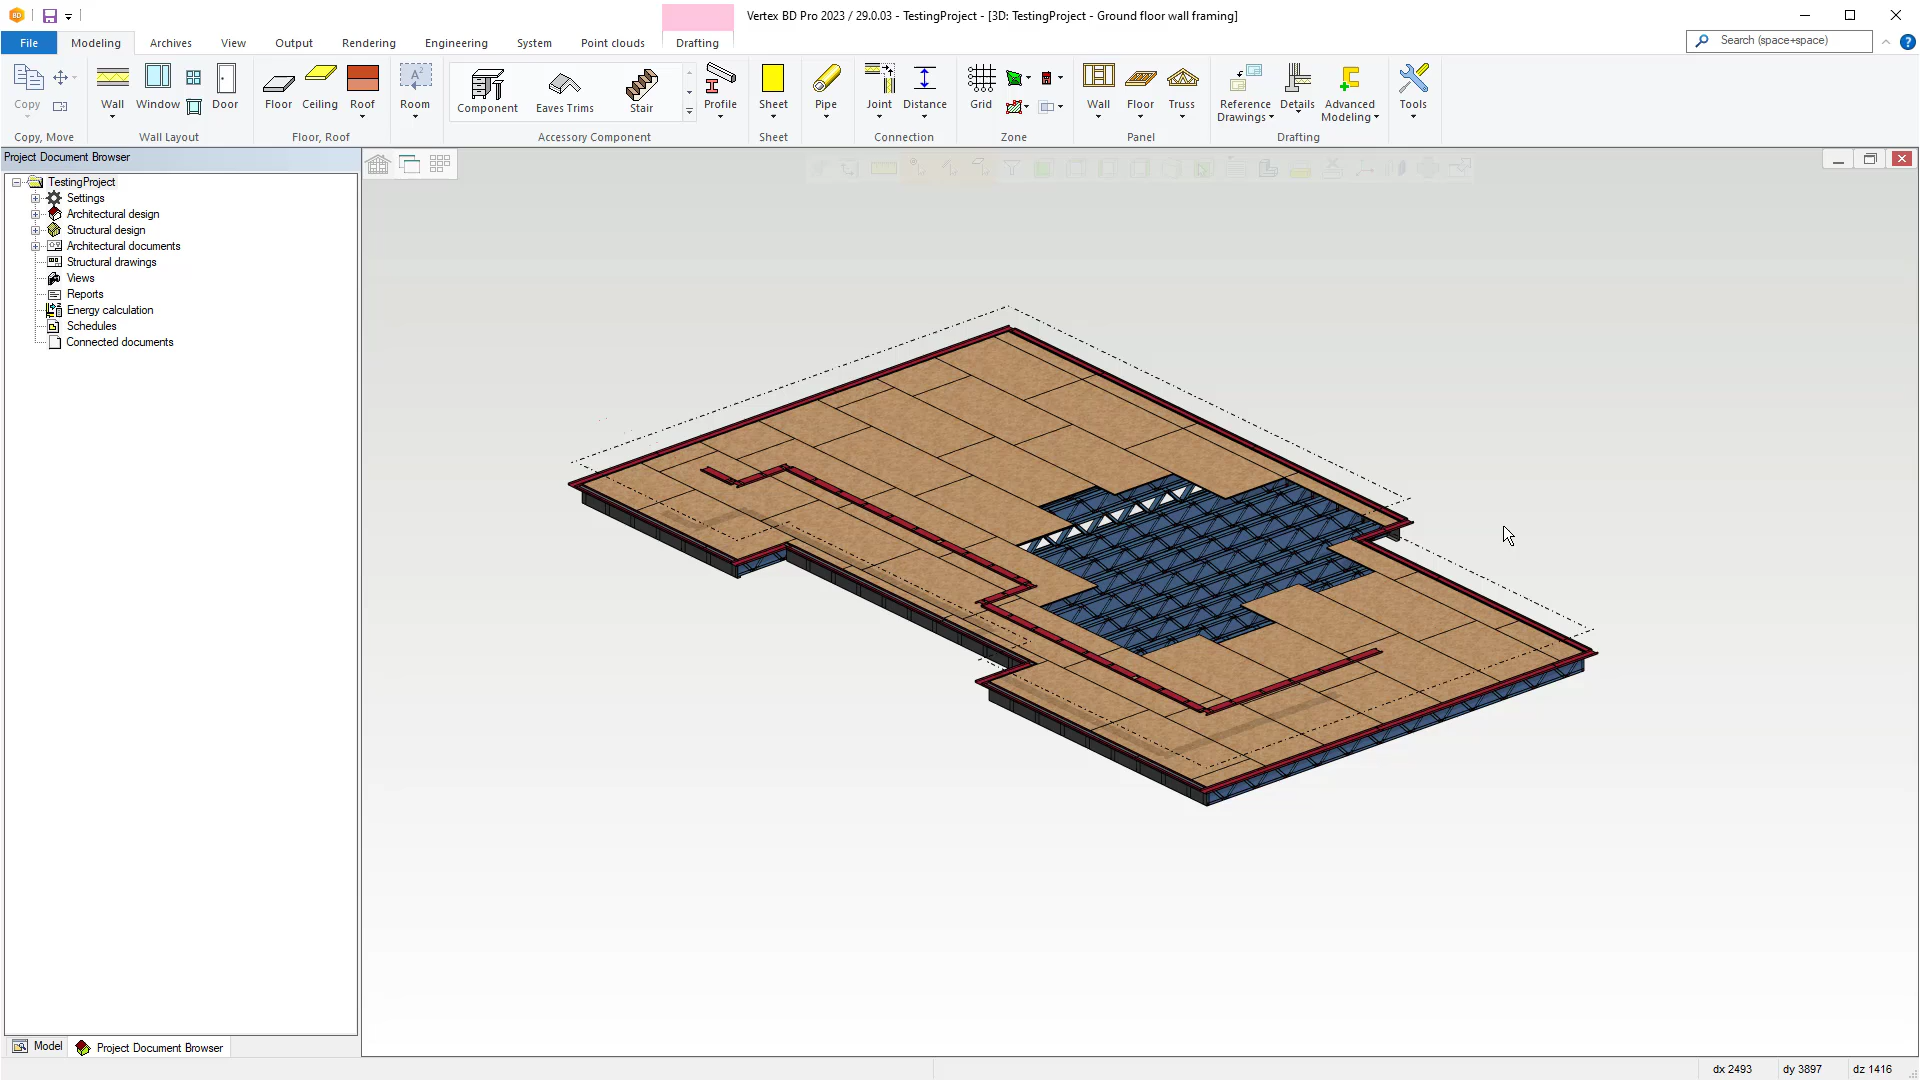 BD
Vertex BD Pro 2023 / 29.0.03 - TestingProject - [3D: TestingProject - Ground floor wall framing]
File
Modeling
Archives
View
Output
Rendering
Engineering
System
Point clouds
Drafting
Search (space+space)
Copy
Wall
Window
Door
Floor
Ceiling
Roof
Room
Component
Eaves Trims
Stair
Profile
Sheet
Pipe
Joint
Distance
Grid
Wall
Floor
Truss
Reference
Drawings
Details
Advanced
Modeling
Tools
Copy, Move
Wall Layout
Floor, Roof
Accessory Component
Sheet
Connection
Zone
Panel
Drafting
Project Document Browser
TestingProject
Settings
Architectural design
Structural design
Architectural documents
Structural drawings
Views
Reports
Energy calculation
Schedules
Connected documents
Model
Project Document Browser
dx 2493
dy 3897
dz 1416